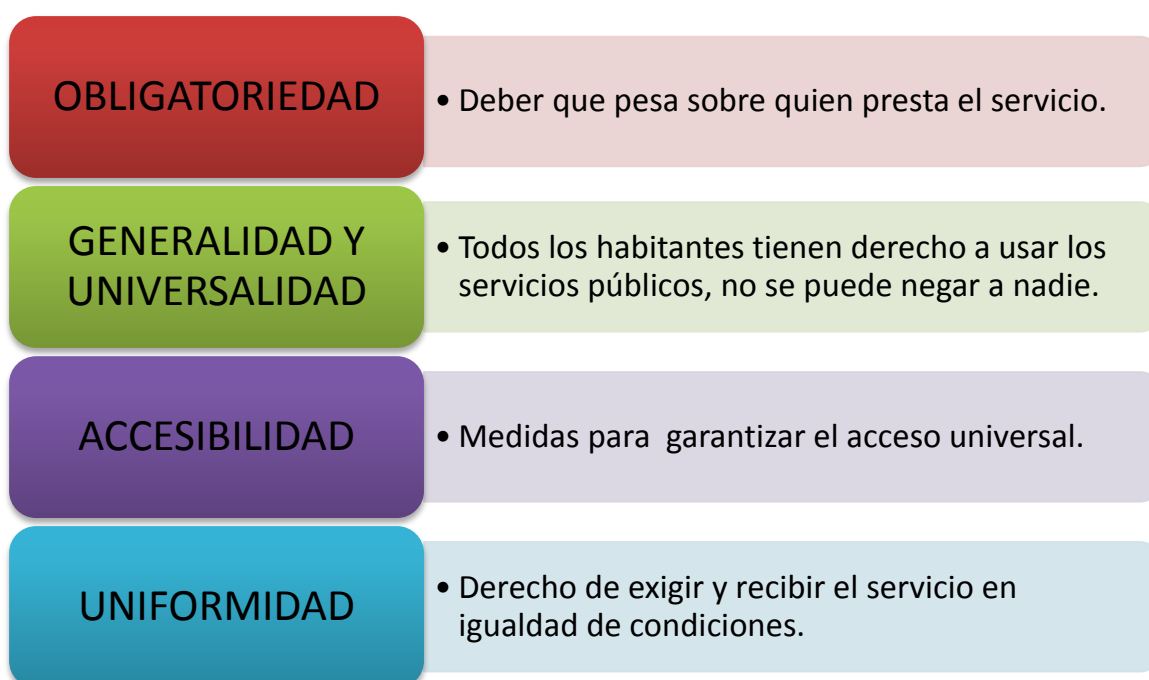 OBLIGATORIEDAD
• Deber que pesa sobre quien presta el servicio.
GENERALIDAD Y
UNIVERSALIDAD
• Todos los habitantes tienen derecho a usar los
servicios públicos, no se puede negar a nadie.
ACCESIBILIDAD
• Medidas para  garantizar el acceso universal.
UNIFORMIDAD
• Derecho de exigir y recibir el servicio en
igualdad de condiciones.